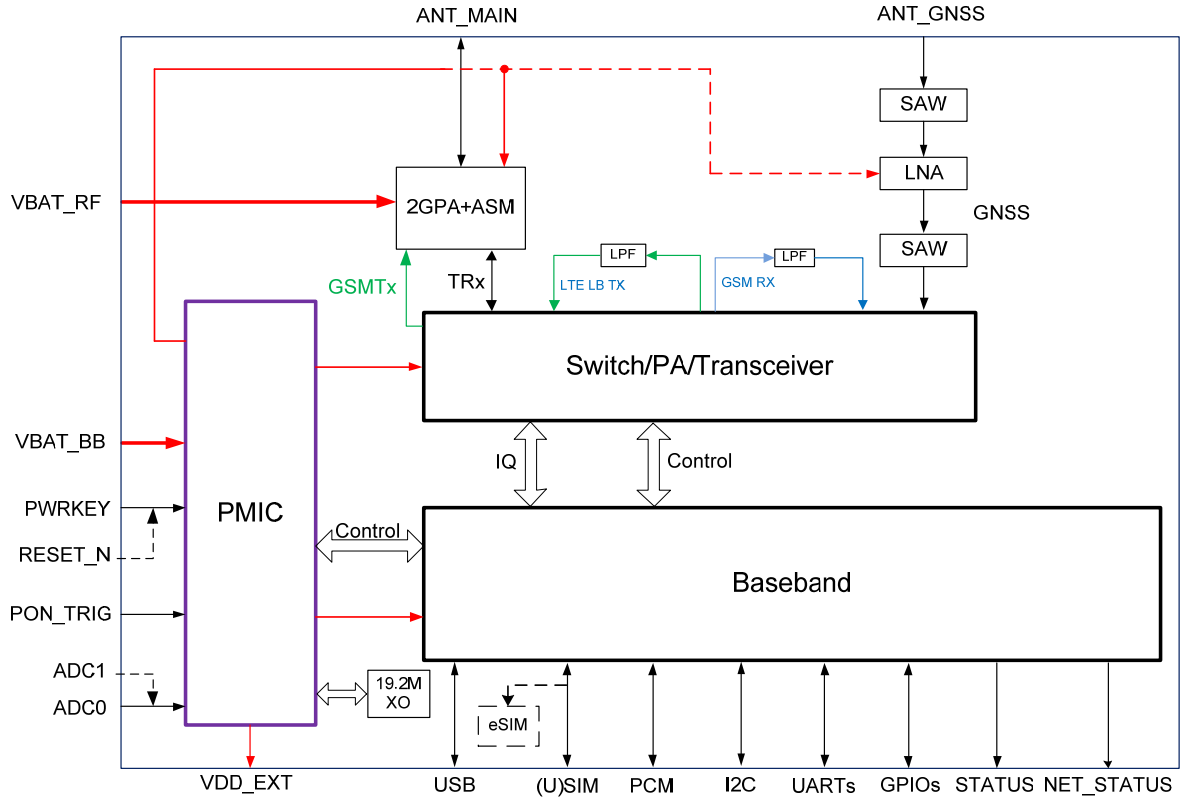 ANT_MAIN
ANT_GNSS
SAW
LNA
VBAT_RF
2GPA+ASM
GNSS
SAW
LPF
LPF
GSMTx
TRx
LTE LB TX
GSM RX
Switch/PA/Transceiver
VBAT_BB
IQ
Control
PWRKEY
PMIC
Control
RESET_N
Baseband
PON_TRIG
ADC1
19.2M
XO
ADC0
eSIM
VDD_EXT
USB
(U)SIM
PCM
I2C
UARTs
GPIOs
STATUS
NET_STATUS